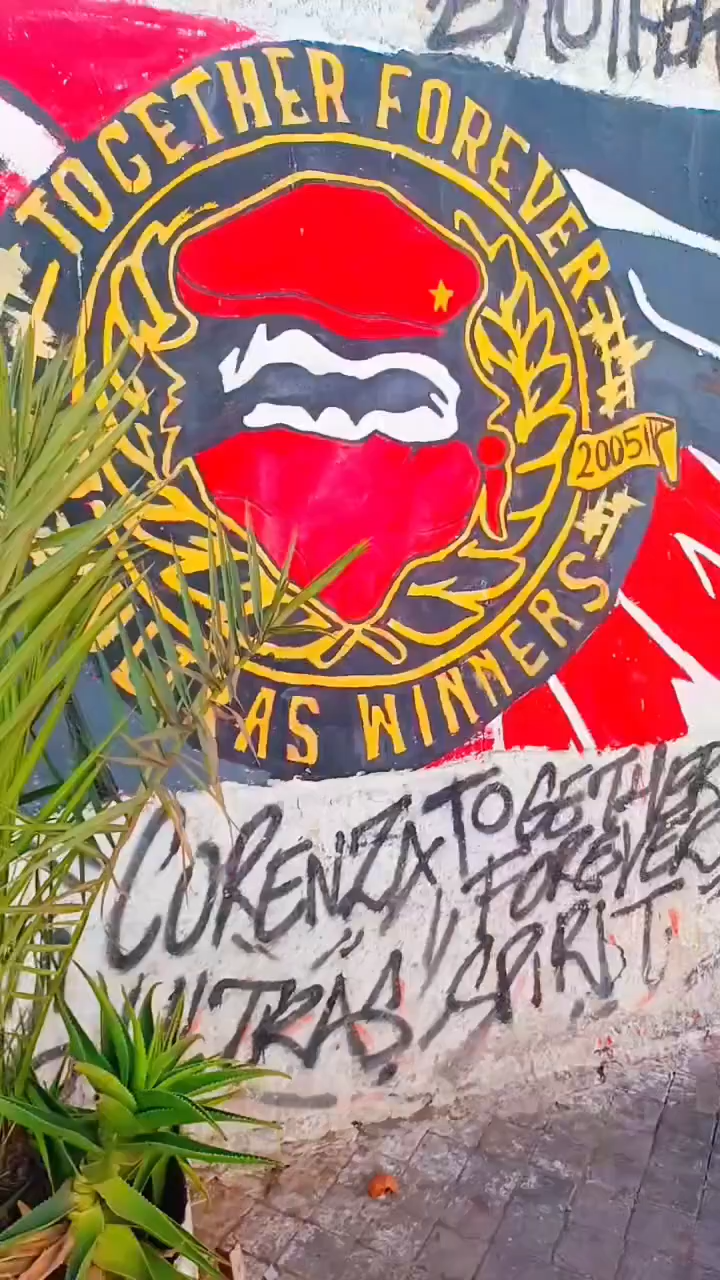 TOGETHER FOREVER
2005
AS WINNERS
CORENZA TOGETHER
FOREVER
ULTRAS SPIRIT